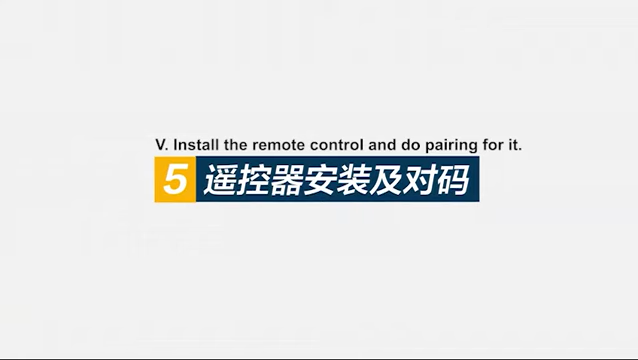 V. Install the remote control and do pairing for it.
5 遥控器安装及对码